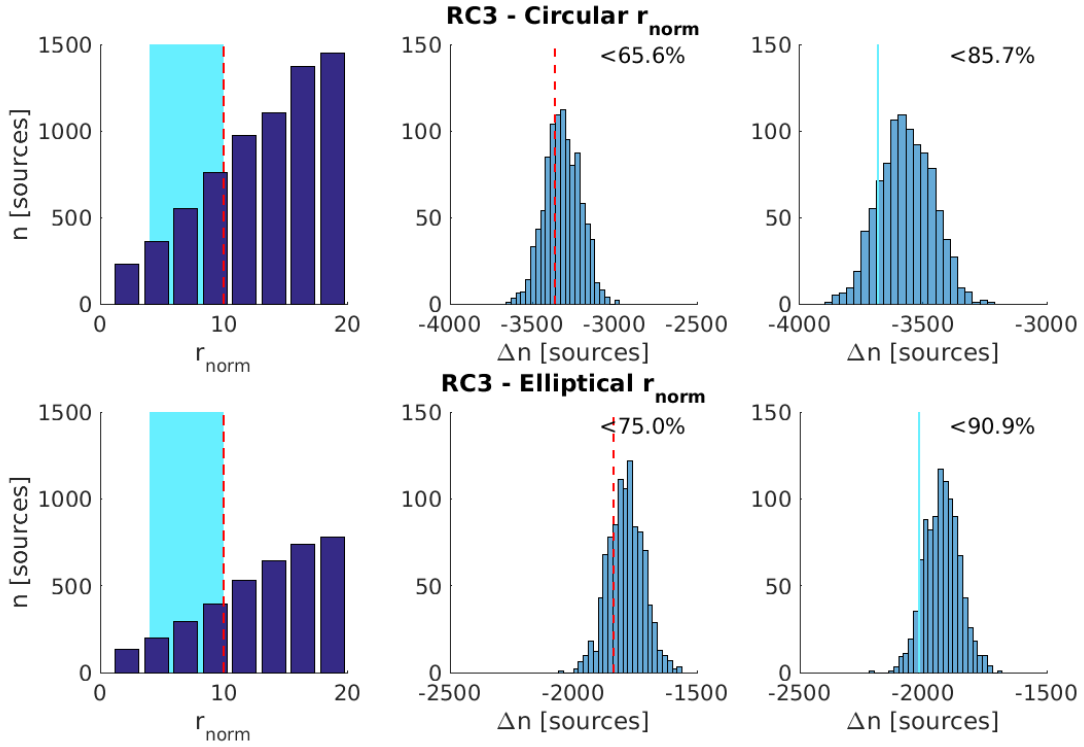 RC3 - Circular r_norm
1500
1000
500
0
n [sources]
0 10 20
r_norm
<65.6%
150
100
50
0
-4000 -3500 -3000 -2500
Δn [sources]
<85.7%
150
100
50
0
-4000 -3500 -3000
Δn [sources]
RC3 - Elliptical r_norm
1500
1000
500
0
n [sources]
0 10 20
r_norm
<75.0%
150
100
50
0
-2500 -2000 -1500
Δn [sources]
<90.9%
150
100
50
0
-2500 -2000 -1500
Δn [sources]